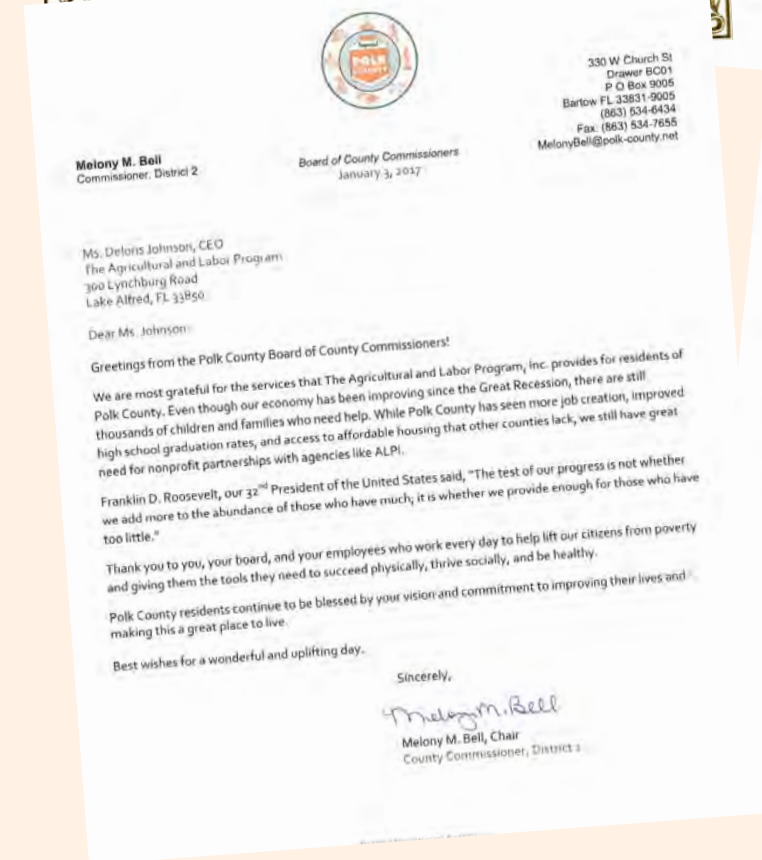 POLK
COUNTY
330 W Church St
Drawer BC01
P O Box 9005
Bartow FL 33831-9005
(863) 534-6434
Fax: (863) 534-7655
MelonyBell@polk-county.net
Melony M. Bell
Commissioner, District 2
Board of County Commissioners
January 3, 2017
Ms. Deloris Johnson, CEO
The Agricultural and Labor Program
300 Lynchburg Road
Lake Alfred, FL 33850
Dear Ms. Johnson:
Greetings from the Polk County Board of County Commissioners!
We are most grateful for the services that The Agricultural and Labor Program, Inc. provides for residents of
Polk County. Even though our economy has been improving since the Great Recession, there are still
thousands of children and families who need help. While Polk County has seen more job creation, improved
high school graduation rates, and access to affordable housing that other counties lack, we still have great
need for nonprofit partnerships with agencies like ALPI.
Franklin D. Roosevelt, our 32nd President of the United States said, "The test of our progress is not whether
we add more to the abundance of those who have much; it is whether we provide enough for those who have
too little."
Thank you to you, your board, and your employees who work every day to help lift our citizens from poverty
and giving them the tools they need to succeed physically, thrive socially, and be healthy.
Polk County residents continue to be blessed by your vision and commitment to improving their lives and
making this a great place to live.
Best wishes for a wonderful and uplifting day.
Sincerely,
Melony M. Bell
Melony M. Bell, Chair
County Commissioner, District 2